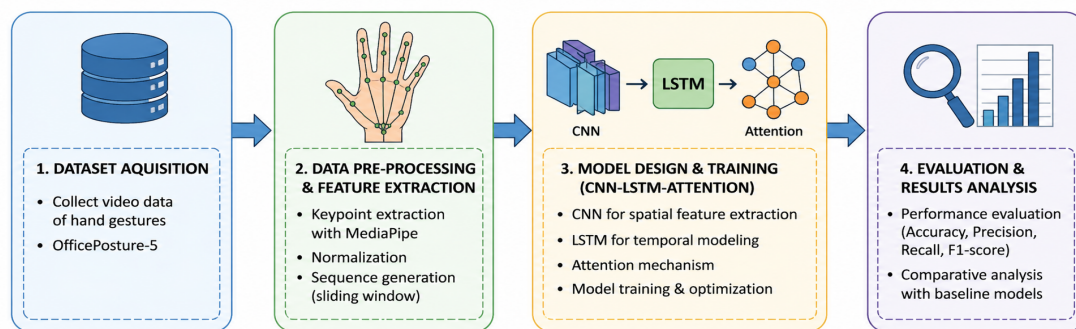 CNN
LSTM
Attention
1. DATASET AQUISITION
• Collect video data
of hand gestures
• OfficePosture-5
2. DATA PRE-PROCESSING
& FEATURE EXTRACTION
• Keypoint extraction
with MediaPipe
• Normalization
• Sequence generation
(sliding window)
3. MODEL DESIGN & TRAINING
(CNN-LSTM-ATTENTION)
• CNN for spatial feature extraction
• LSTM for temporal modeling
• Attention mechanism
• Model training & optimization
4. EVALUATION &
RESULTS ANALYSIS
• Performance evaluation
(Accuracy, Precision,
Recall, F1-score)
• Comparative analysis
with baseline models